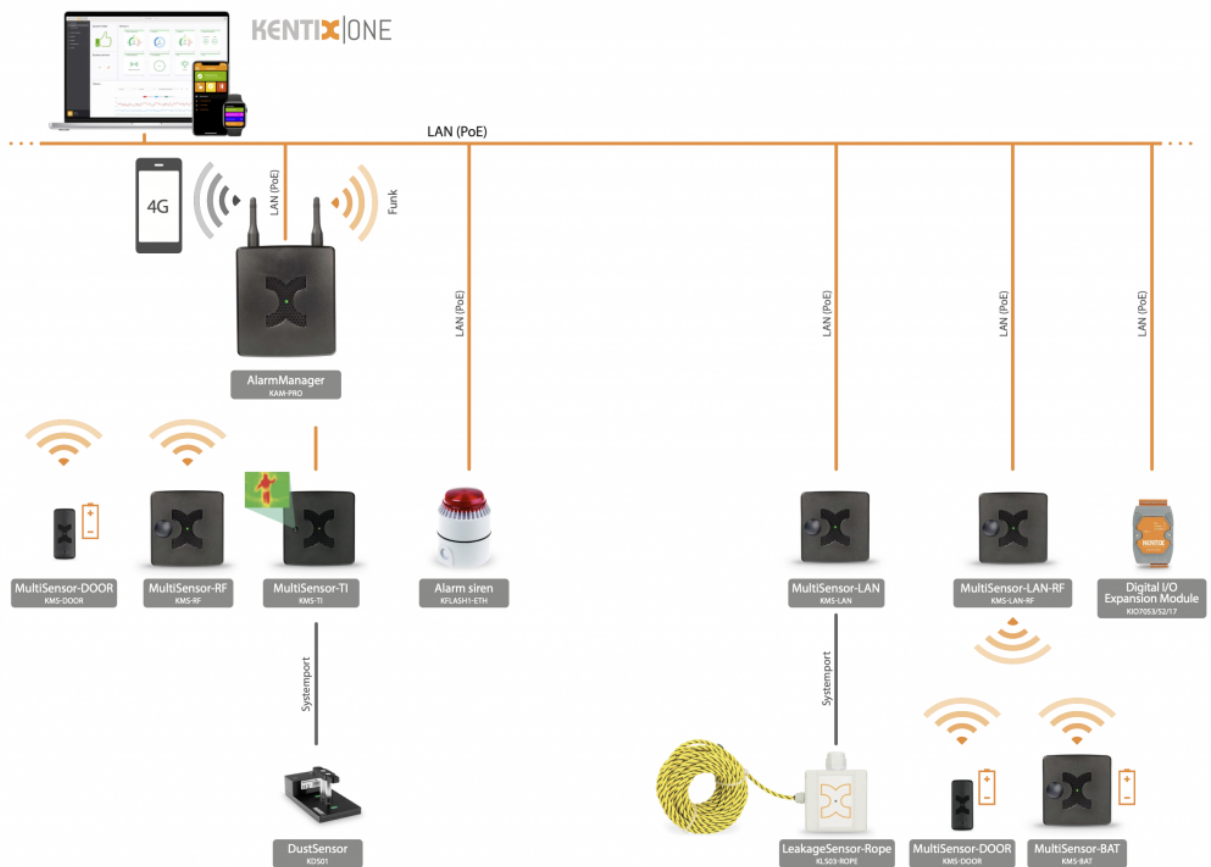 KENTIX|ONE
LAN (PoE)
4G
LAN (PoE)
Funk
LAN (PoE)
LAN (PoE)
LAN (PoE)
LAN (PoE)
AlarmManager
KAM-PRO
KENTIX
MultiSensor-DOOR
KMS-DOOR
MultiSensor-RF
KMS-RF
MultiSensor-TI
KMS-TI
Alarm siren
KFLASH1-ETH
MultiSensor-LAN
KMS-LAN
MultiSensor-LAN-RF
KMS-LAN-RF
Digital I/O
Expansion Module
KIO7053/52/17
Systemport
Systemport
DustSensor
KDS01
LeakageSensor-Rope
KLS03-ROPE
MultiSensor-DOOR
KMS-DOOR
MultiSensor-BAT
KMS-BAT